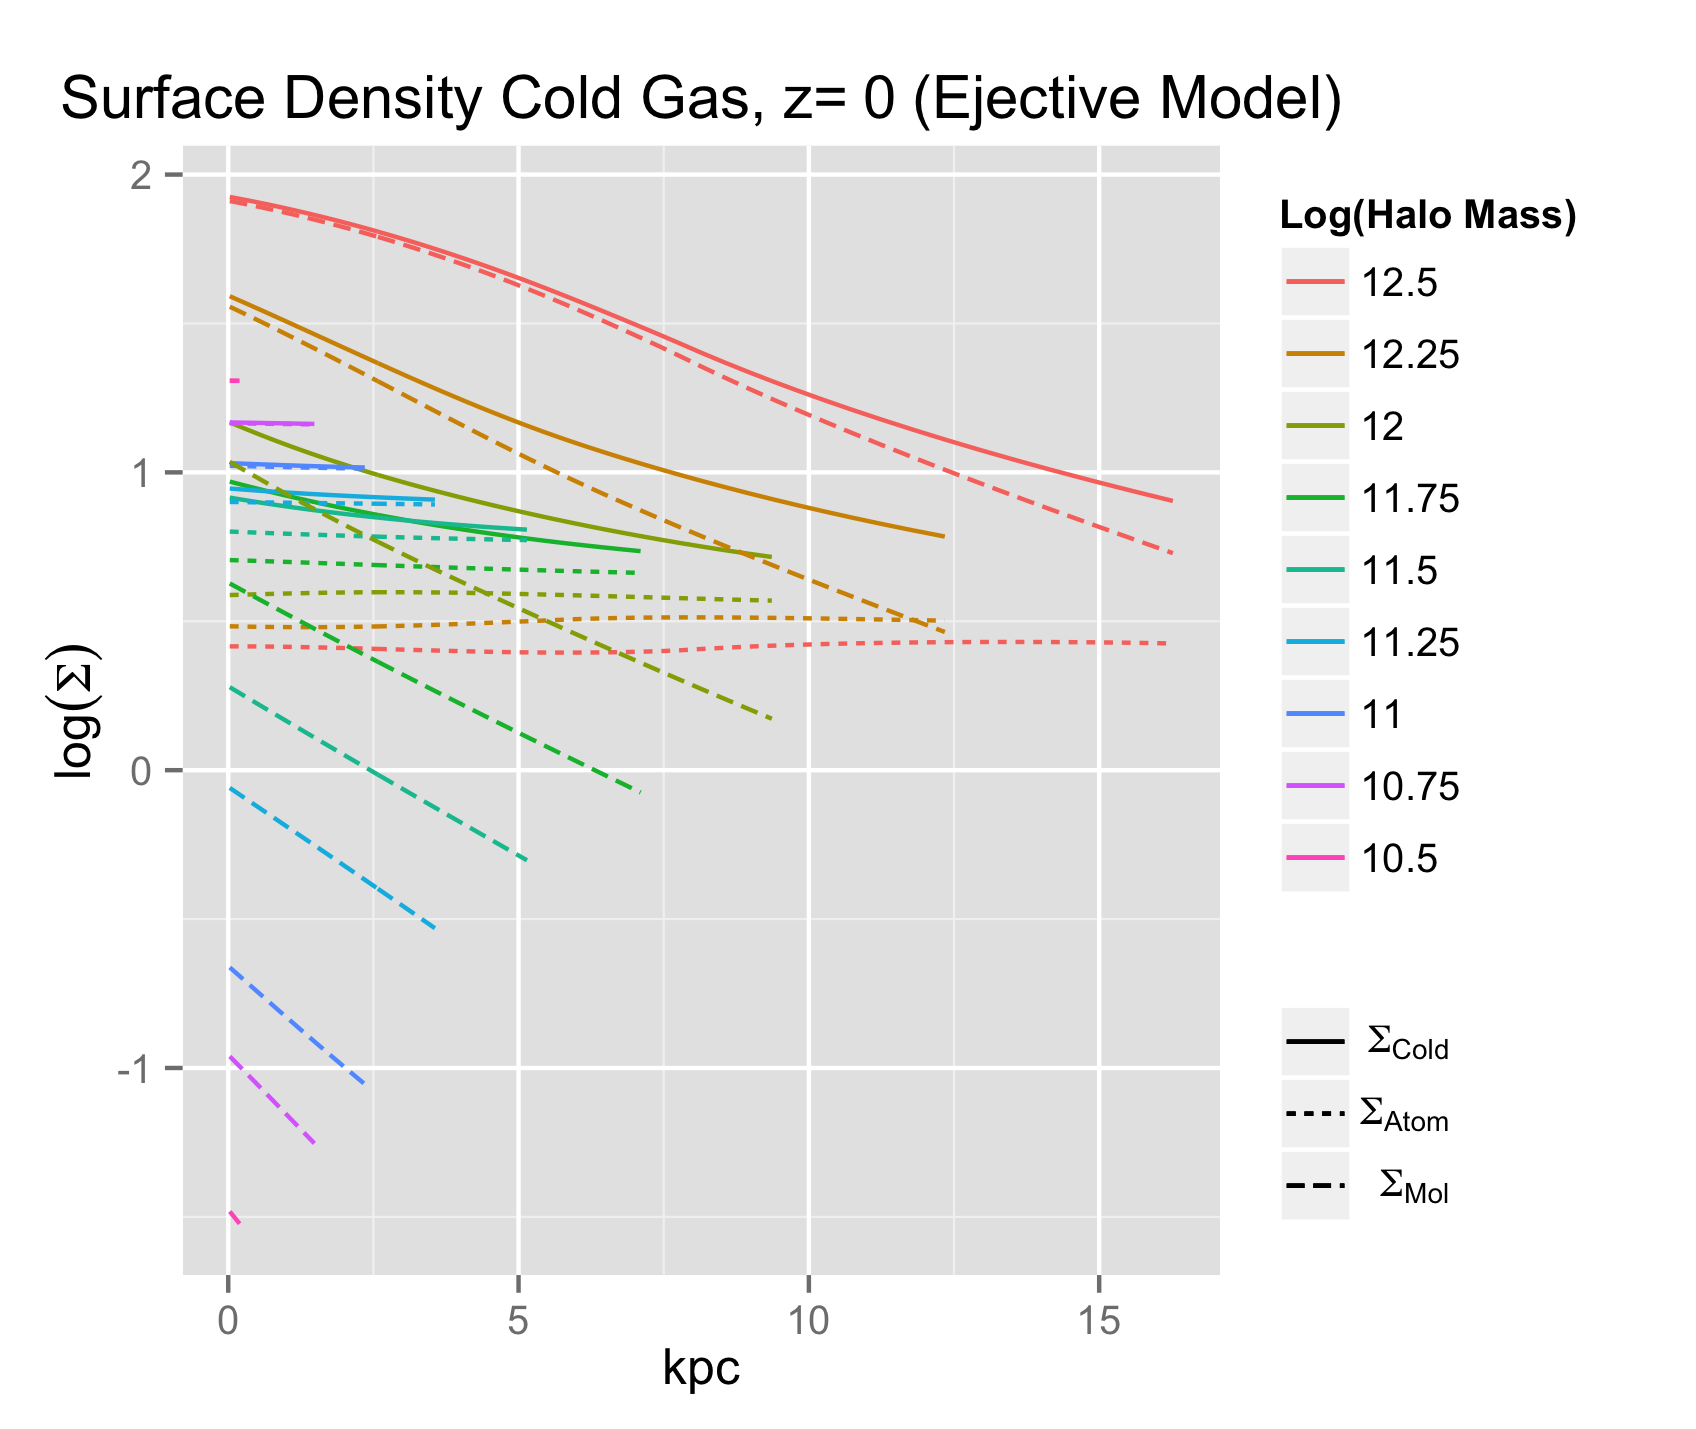 Surface Density Cold Gas, z= 0 (Ejective Model)
2
1
0
-1
log(Σ)
0 5 10 15
kpc
Log(Halo Mass)
12.5
12.25
12
11.75
11.5
11.25
11
10.75
10.5
ΣCold
ΣAtom
ΣMol